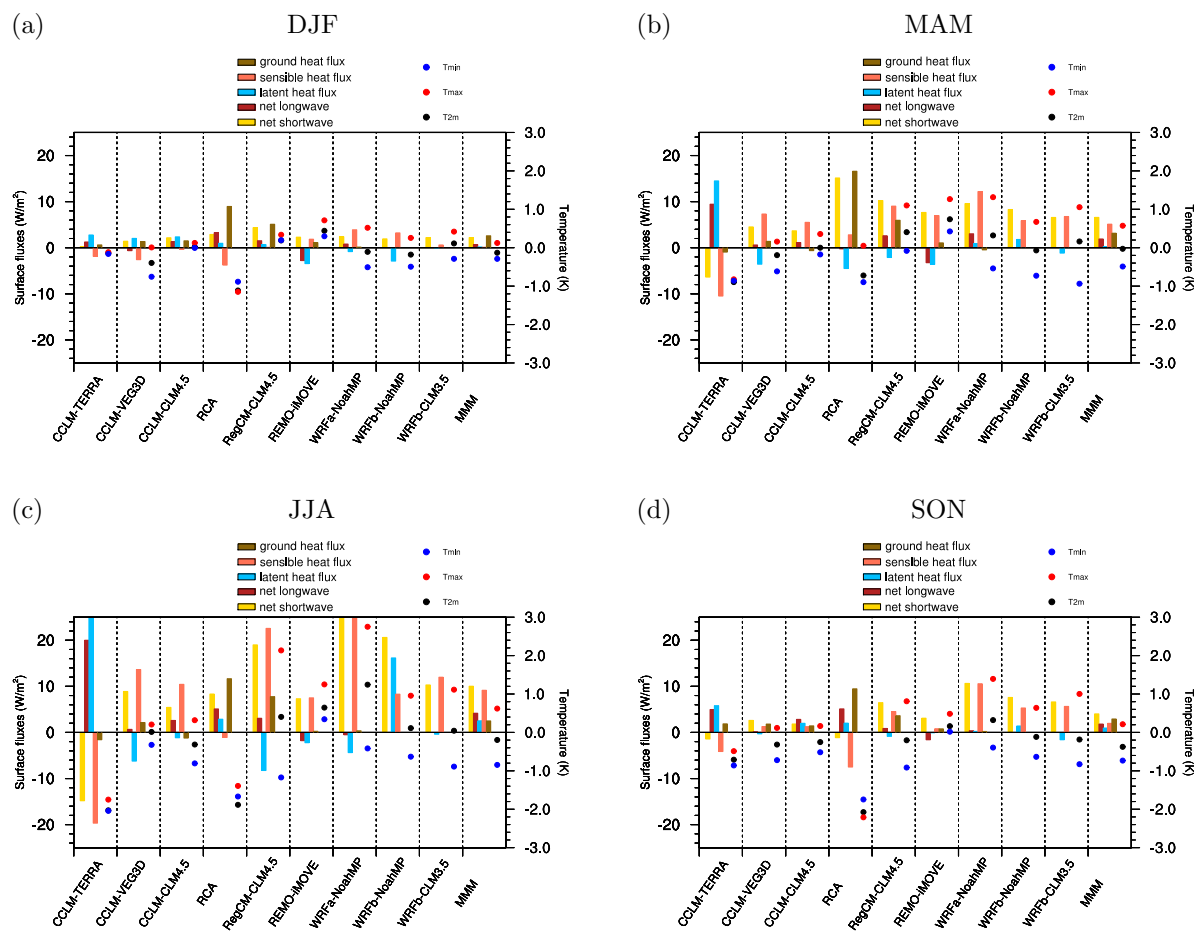 (a) DJF
ground heat flux
sensible heat flux
latent heat flux
net longwave
net shortwave
Tmin
Tmax
T2m
Surface fluxes (W/m²)
20
10
0
-10
-20
3.0
2.0
1.0
0.0
-1.0
-2.0
-3.0
Temperature (K)
CCLM-TERRA
CCLM-VEG3D
CCLM-CLM4.5
RCA
RegCM-CLM4.5
REMO-iMOVE
WRFa-NoahMP
WRFb-NoahMP
WRFb-CLM3.5
MMM
(b) MAM
ground heat flux
sensible heat flux
latent heat flux
net longwave
net shortwave
Tmin
Tmax
T2m
Surface fluxes (W/m²)
20
10
0
-10
-20
3.0
2.0
1.0
0.0
-1.0
-2.0
-3.0
Temperature (K)
CCLM-TERRA
CCLM-VEG3D
CCLM-CLM4.5
RCA
RegCM-CLM4.5
REMO-iMOVE
WRFa-NoahMP
WRFb-NoahMP
WRFb-CLM3.5
MMM
(c) JJA
ground heat flux
sensible heat flux
latent heat flux
net longwave
net shortwave
Tmin
Tmax
T2m
Surface fluxes (W/m²)
20
10
0
-10
-20
3.0
2.0
1.0
0.0
-1.0
-2.0
-3.0
Temperature (K)
CCLM-TERRA
CCLM-VEG3D
CCLM-CLM4.5
RCA
RegCM-CLM4.5
REMO-iMOVE
WRFa-NoahMP
WRFb-NoahMP
WRFb-CLM3.5
MMM
(d) SON
ground heat flux
sensible heat flux
latent heat flux
net longwave
net shortwave
Tmin
Tmax
T2m
Surface fluxes (W/m²)
20
10
0
-10
-20
3.0
2.0
1.0
0.0
-1.0
-2.0
-3.0
Temperature (K)
CCLM-TERRA
CCLM-VEG3D
CCLM-CLM4.5
RCA
RegCM-CLM4.5
REMO-iMOVE
WRFa-NoahMP
WRFb-NoahMP
WRFb-CLM3.5
MMM